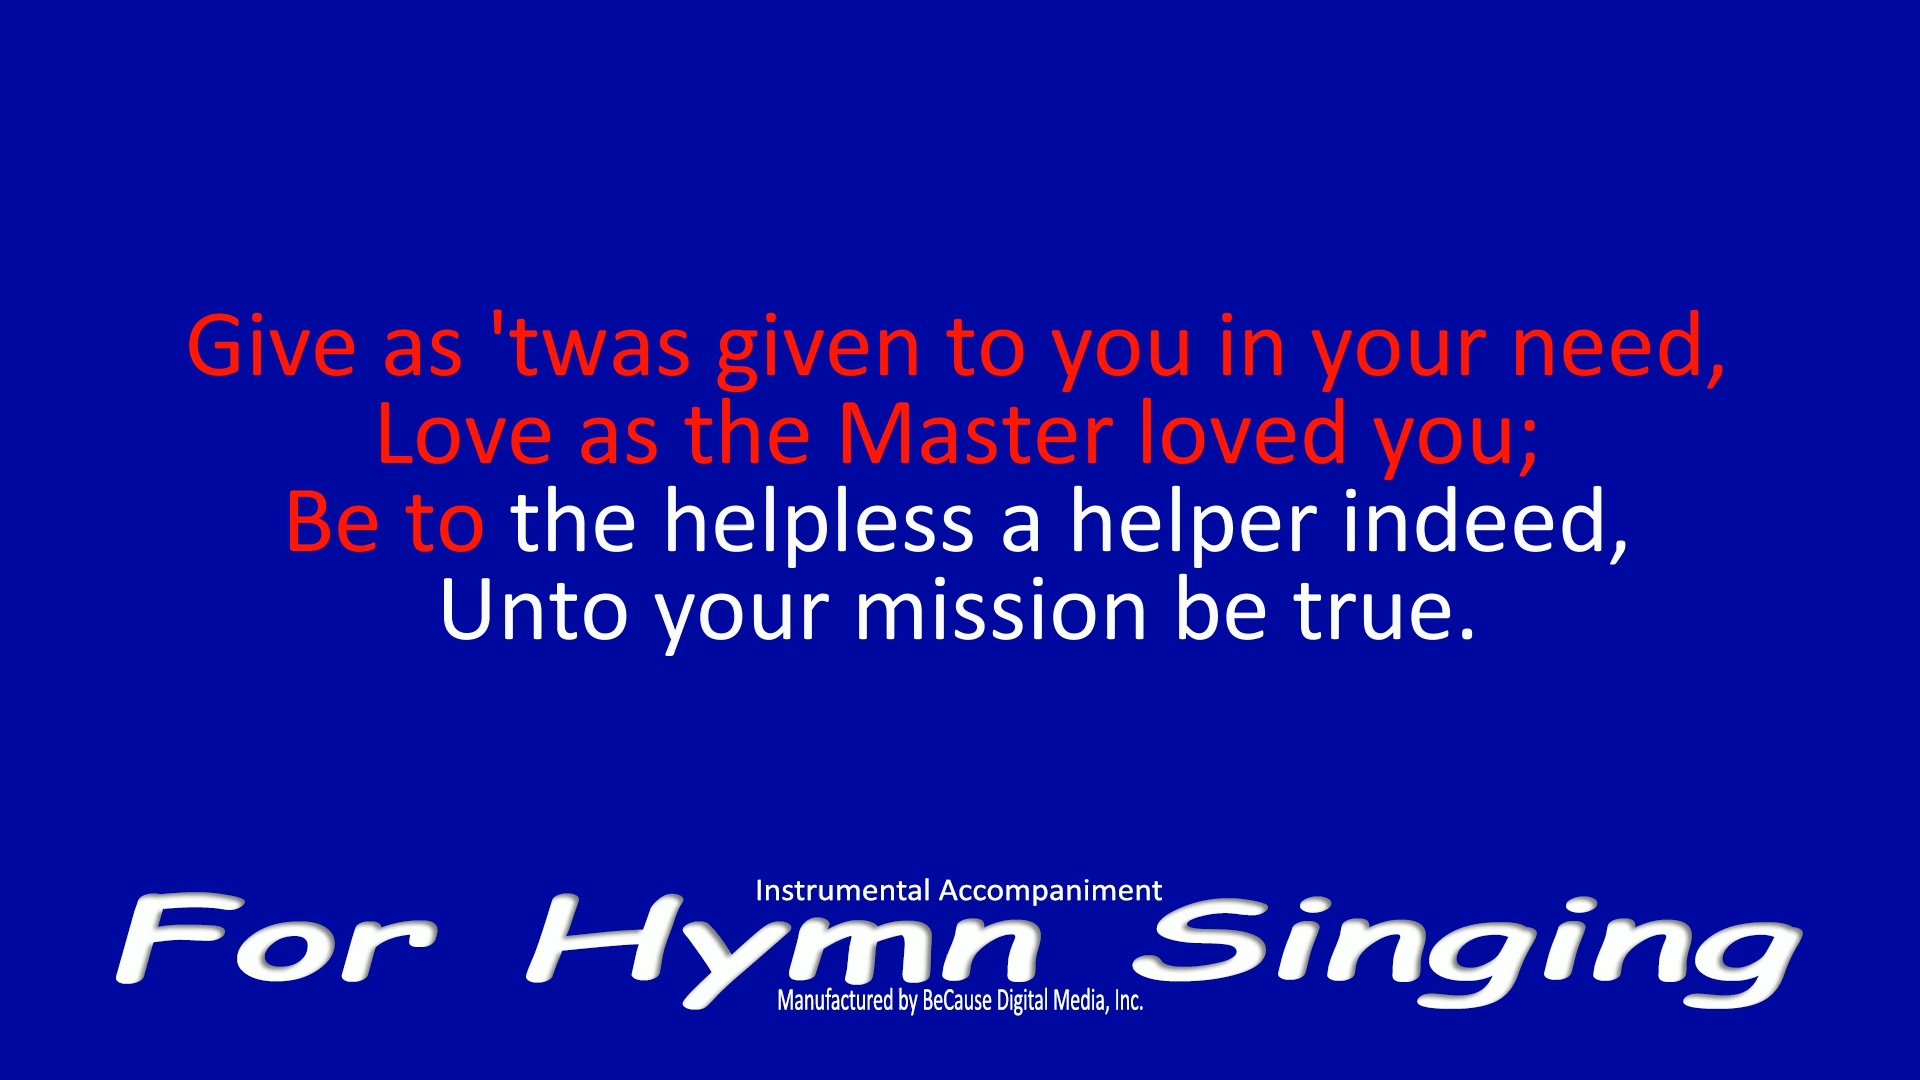 Give as 'twas given to you in your need,
Love as the Master loved you;
Be to the helpless a helper indeed,
Unto your mission be true.
Instrumental Accompaniment
For Hymn Singing
Manufactured by BeCause Digital Media, Inc.